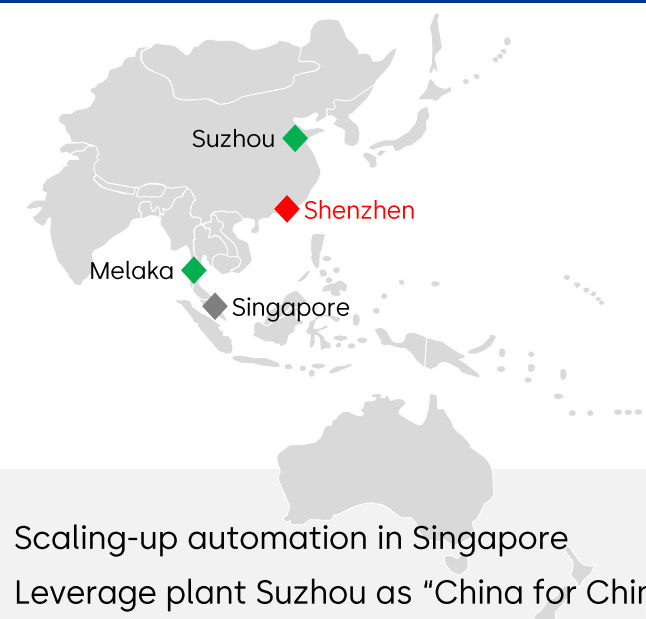 Suzhou
Shenzhen
Melaka
Singapore
Scaling-up automation in Singapore
Leverage plant Suzhou as “China for